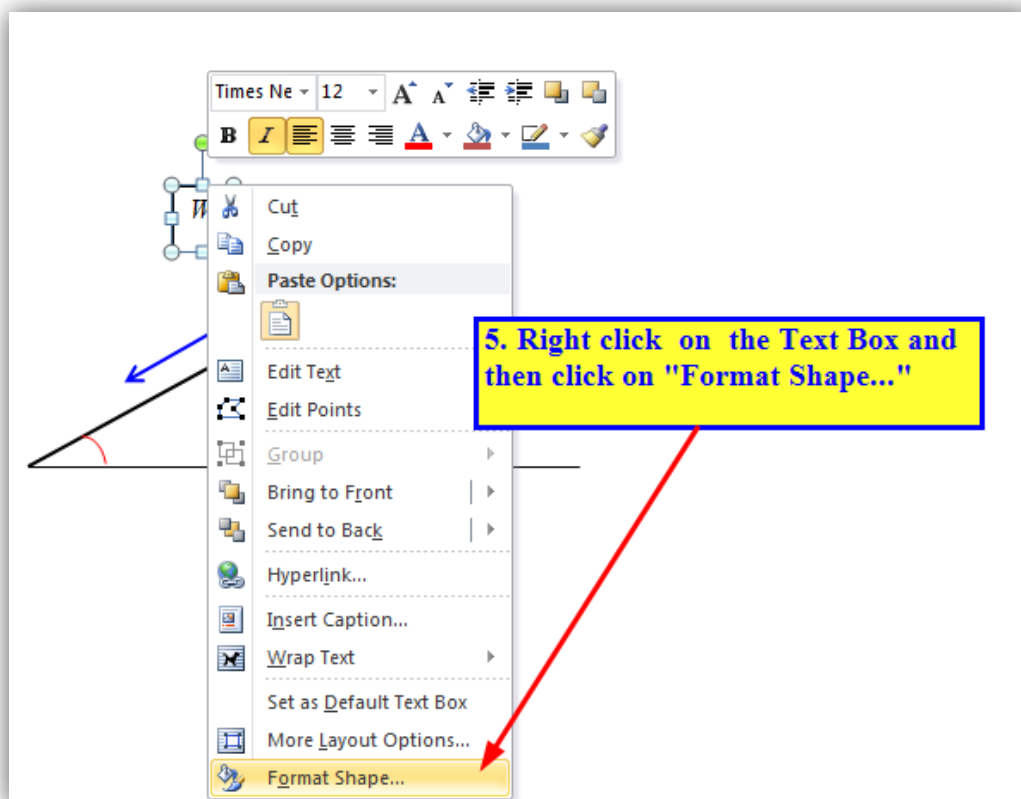 Times Ne 12 A A
B I A
W
Cut
Copy
Paste Options:
5. Right click on the Text Box and
then click on "Format Shape..."
Edit Text
Edit Points
Group
Bring to Front
Send to Back
Hyperlink...
Insert Caption...
Wrap Text
Set as Default Text Box
More Layout Options...
Format Shape...